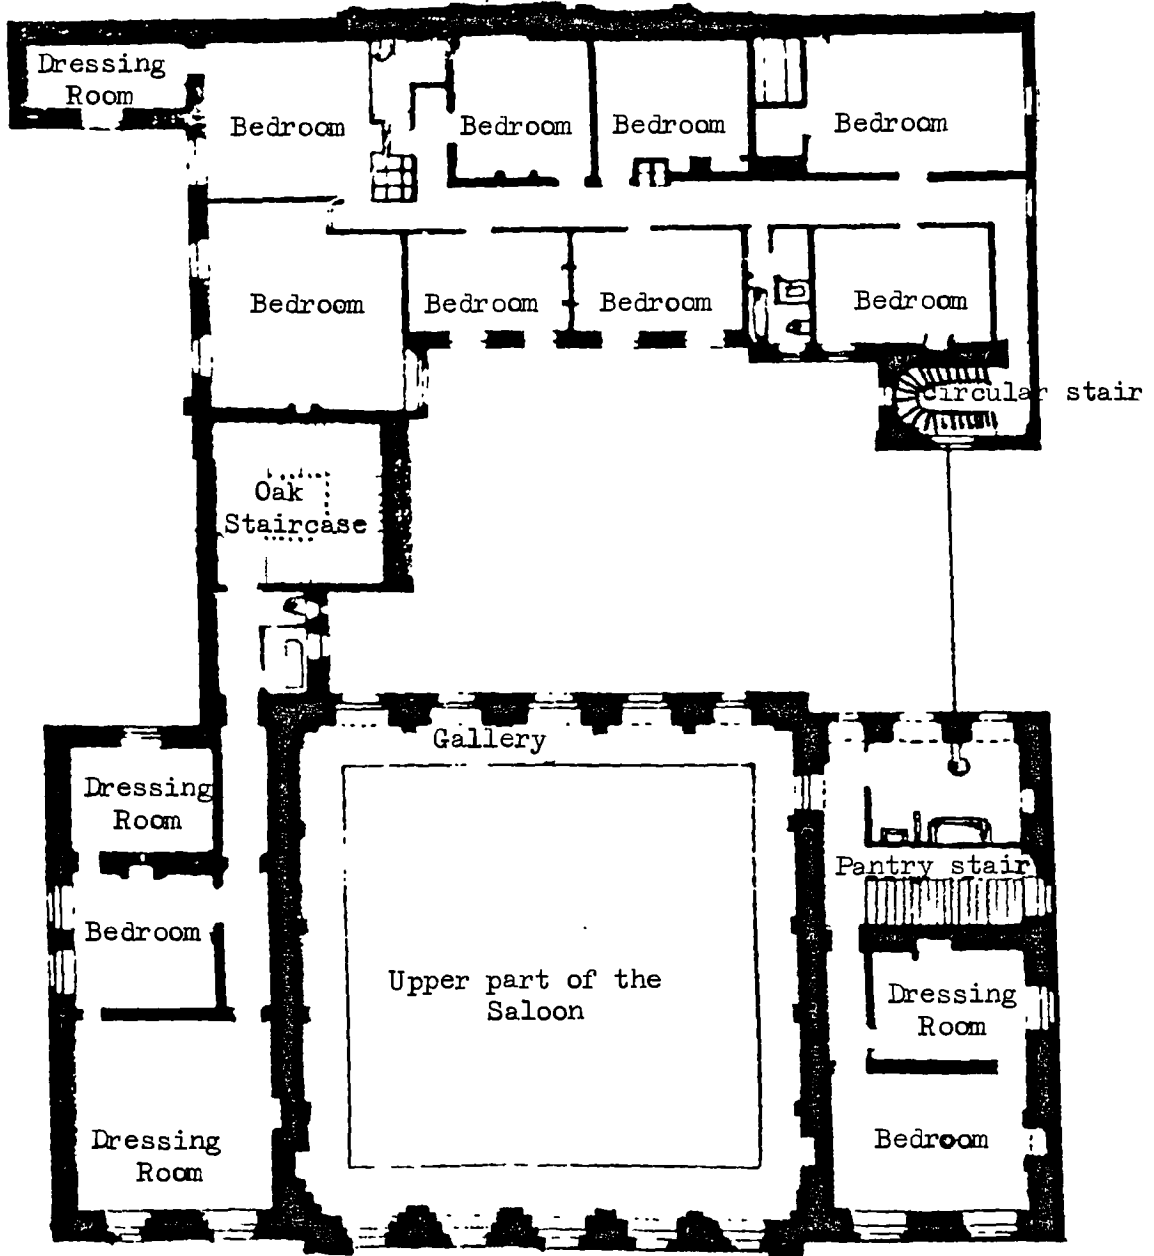 Dressing
Room
Bedroom
Bedroom
Bedroom
Bedroom
Bedroom
Bedroom
Bedroom
Bedroom
Circular stair
Oak
Staircase
Gallery
Dressing
Room
Pantry stair
Bedroom
Upper part of the
Saloon
Dressing
Room
Dressing
Room
Bedroom